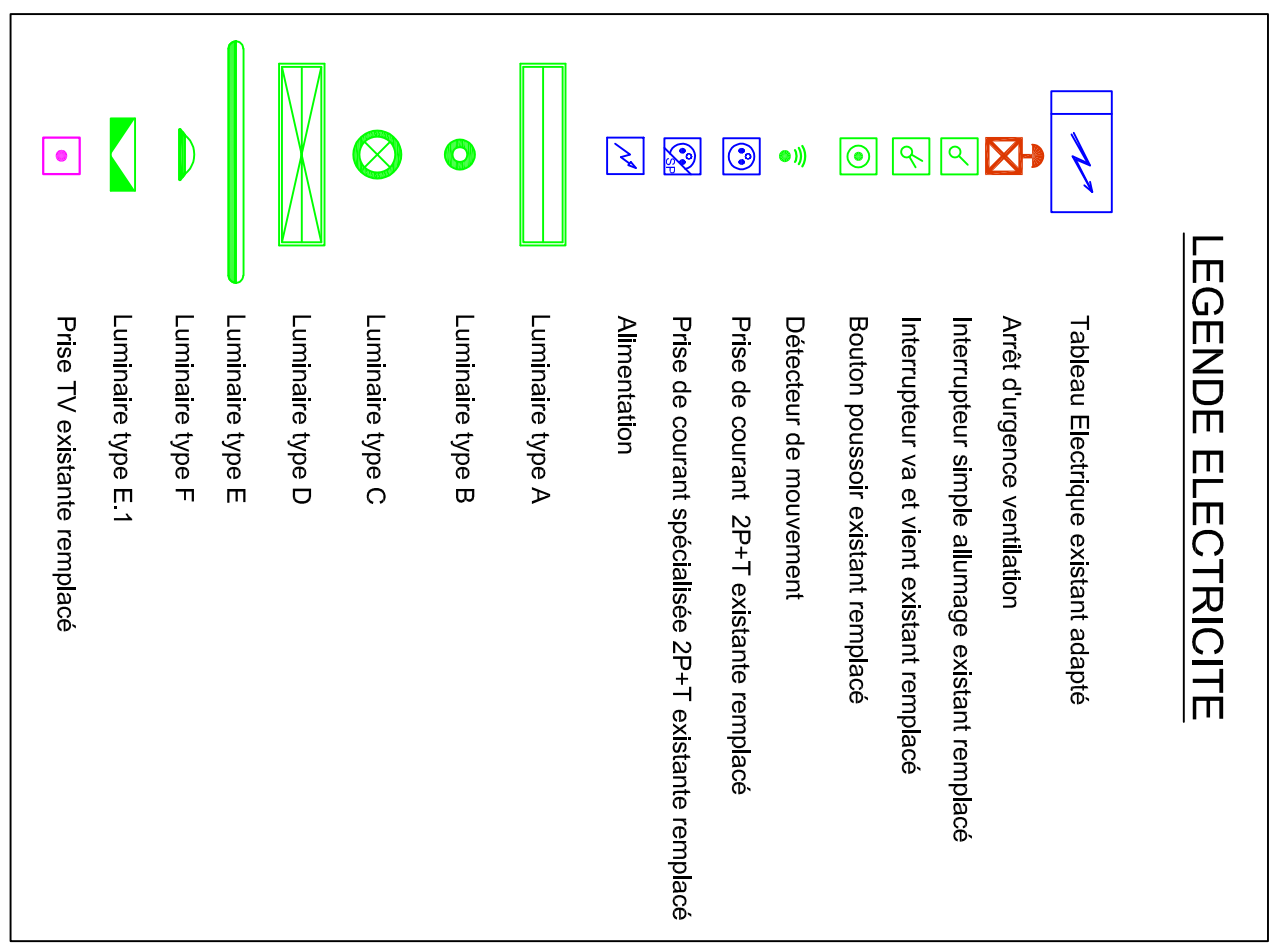 LEGENDE ELECTRICITE
Tableau Electrique existant adapté
Arrêt d'urgence ventilation
Interrupteur simple allumage existant remplacé
Interrupteur va et vient existant remplacé
Bouton poussoir existant remplacé
Détecteur de mouvement
Prise de courant 2P+T existante remplacé
SP
Prise de courant spécialisée 2P+T existante remplacé
Alimentation
Luminaire type A
Luminaire type B
Luminaire type C
Luminaire type D
Luminaire type E
Luminaire type F
Luminaire type E.1
Prise TV existante remplacé